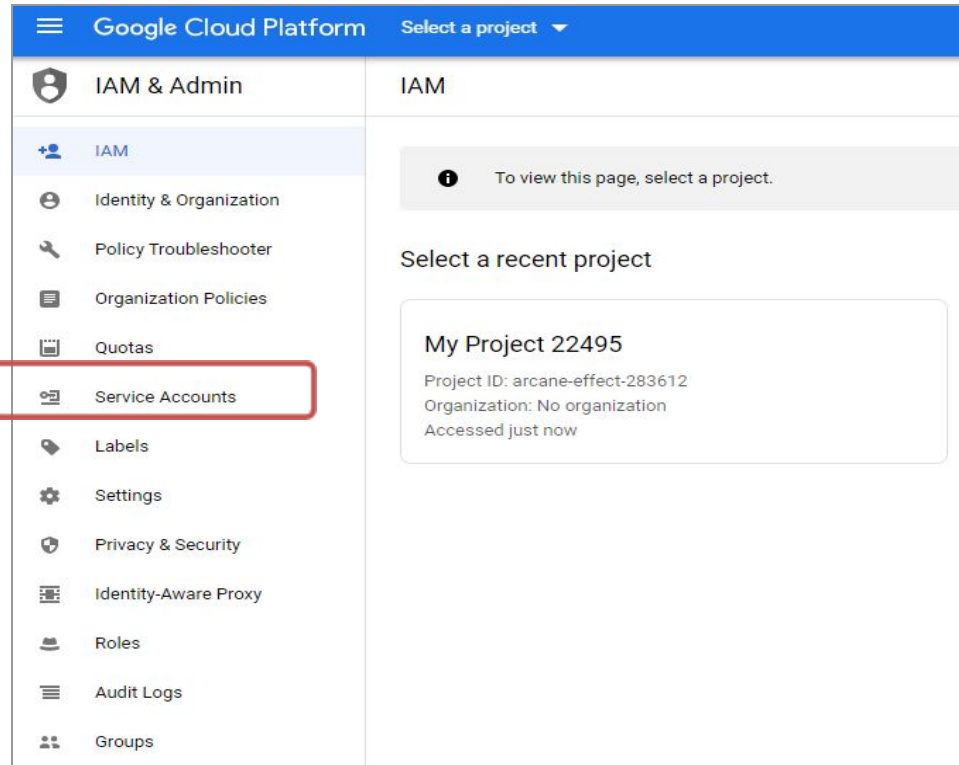 Google Cloud Platform Select a project
IAM & Admin
IAM
IAM
Identity & Organization
Policy Troubleshooter
Organization Policies
Quotas
Service Accounts
Labels
Settings
Privacy & Security
Identity-Aware Proxy
Roles
Audit Logs
Groups
To view this page, select a project.
Select a recent project
My Project 22495
Project ID: arcane-effect-283612
Organization: No organization
Accessed just now